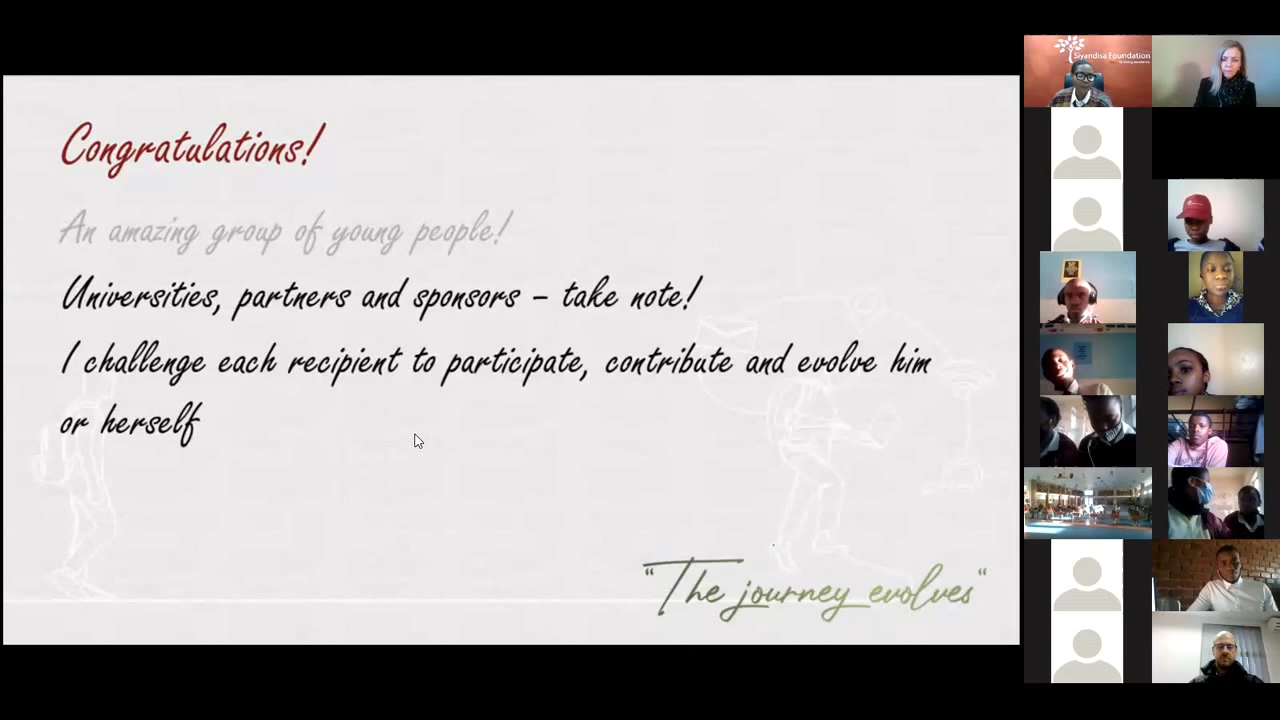 Congratulations!
An amazing group of young people!
Universities, partners and sponsors – take note!
I challenge each recipient to participate, contribute and evolve him
or herself
"The journey evolves"
Siyandisa Foundation